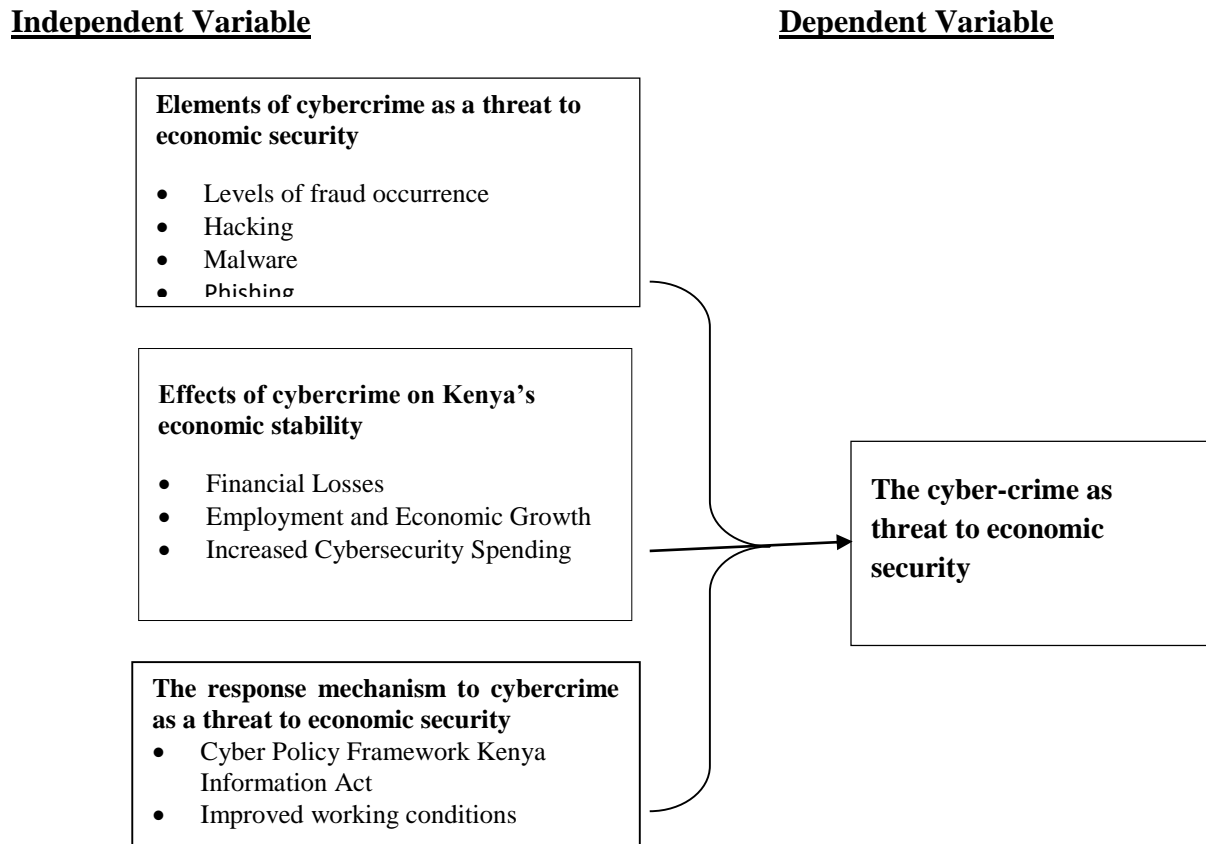 Independent Variable
Dependent Variable
Elements of cybercrime as a threat to
economic security
• Levels of fraud occurrence
• Hacking
• Malware
• Phishing
Effects of cybercrime on Kenya’s
economic stability
• Financial Losses
• Employment and Economic Growth
• Increased Cybersecurity Spending
The cyber-crime as
threat to economic
security
The response mechanism to cybercrime
as a threat to economic security
• Cyber Policy Framework Kenya
Information Act
• Improved working conditions